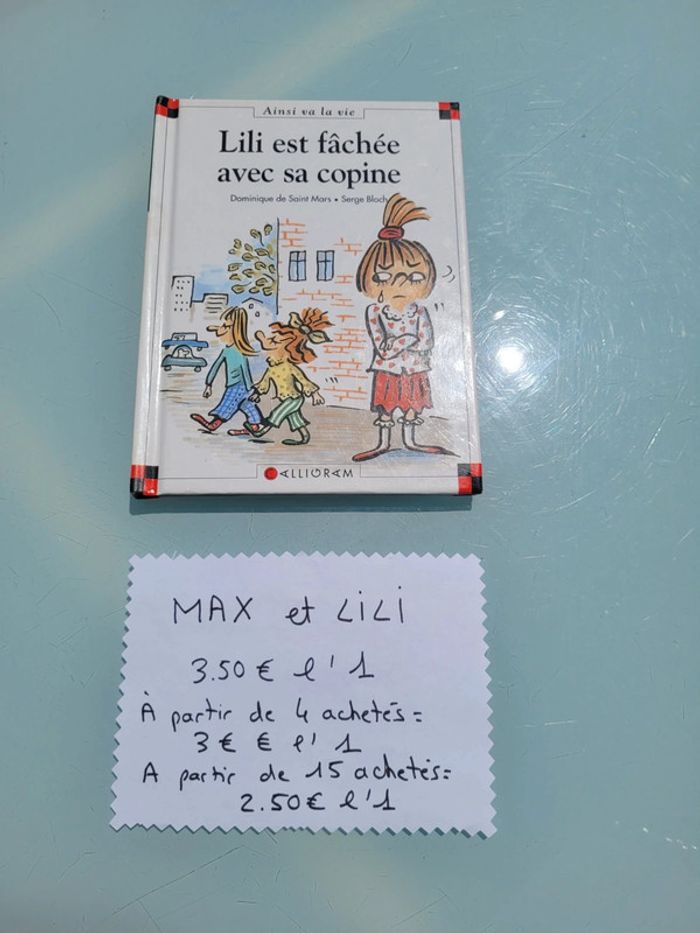 Ainsi va la vie
Lili est fâchée
avec sa copine
Dominique de Saint Mars • Serge Bloch
CALLIGRAM
MAX et LiLi
3.50 € l'1
À partir de 4 achetés =
3 € € l' 1
A partir de 15 achetés=
2.50€ l'1